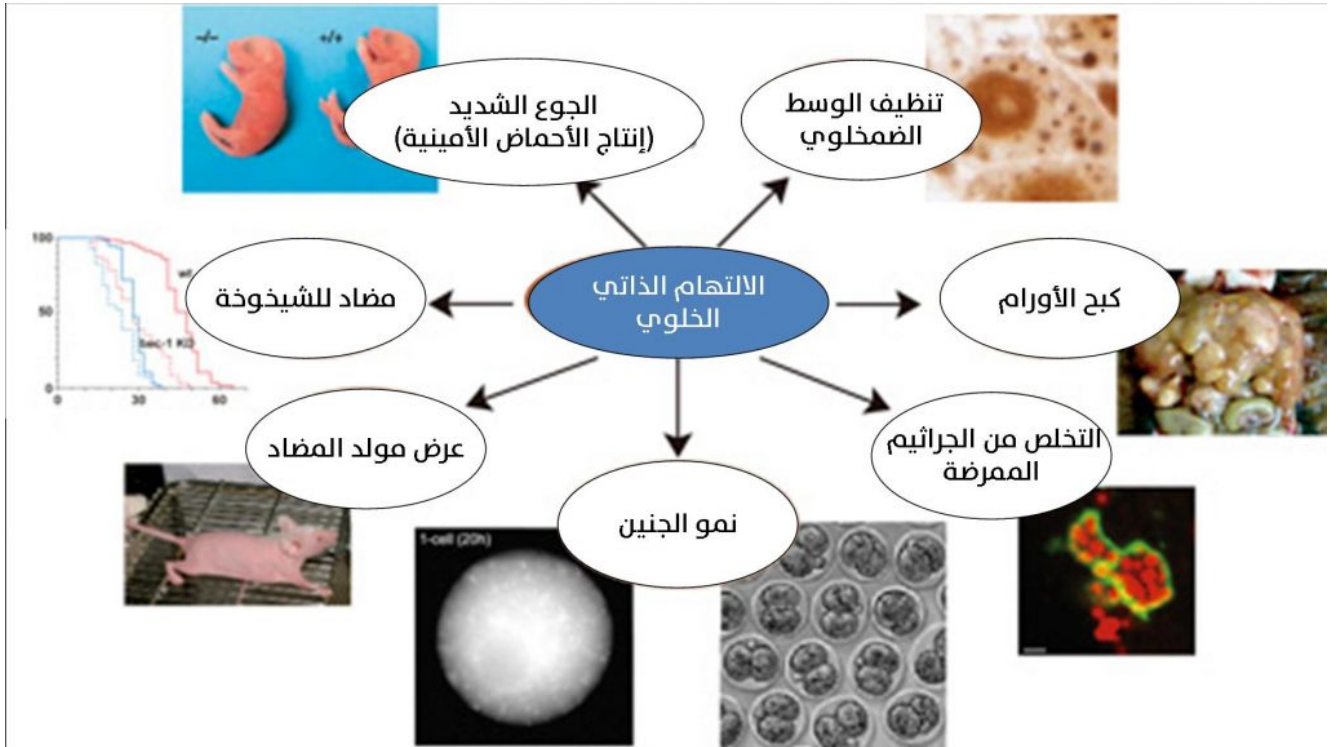 -/-
+/+
الجوع الشديد
(إنتاج الأحماض الأمينية)
تنظيف الوسط
الضمخلوي
100
50
0
0
30
60
wt
bec-1 KD
مضاد للشيخوخة
الالتهام الذاتي
الخلوي
كبح الأورام
عرض مولد المضاد
التخلص من الجراثيم
الممرضة
نمو الجنين
1-cell (20h)